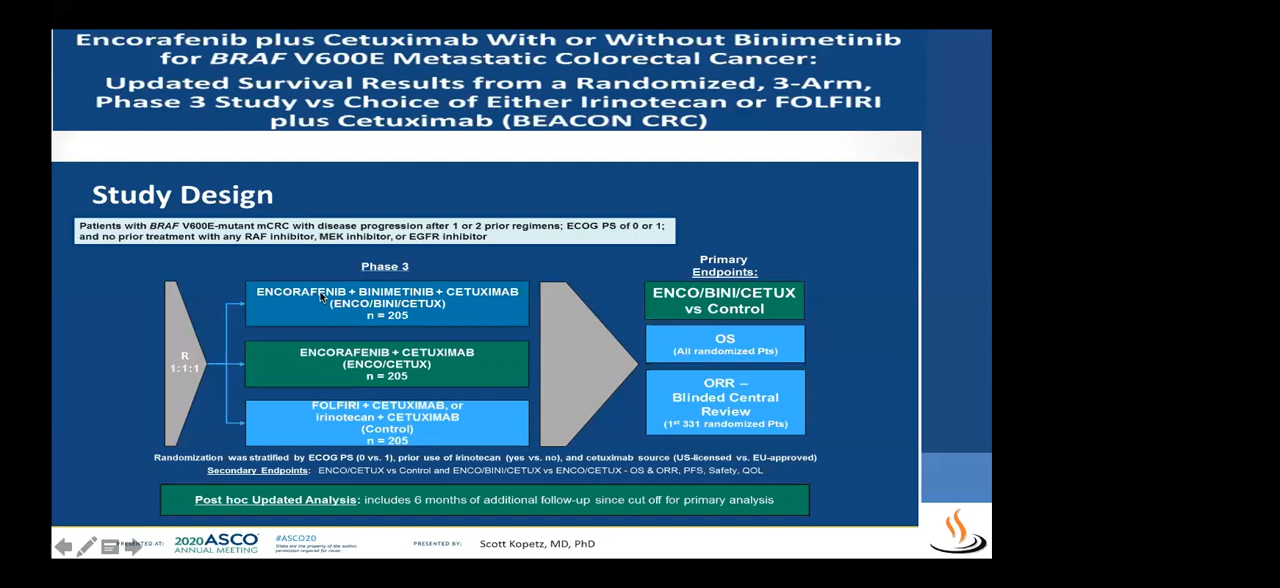 Encorafenib plus Cetuximab With or Without Binimetinib
for BRAF V600E Metastatic Colorectal Cancer:
Updated Survival Results from a Randomized, 3-Arm,
Phase 3 Study vs Choice of Either Irinotecan or FOLFIRI
plus Cetuximab (BEACON CRC)
Study Design
Patients with BRAF V600E-mutant mCRC with disease progression after 1 or 2 prior regimens; ECOG PS of 0 or 1;
and no prior treatment with any RAF inhibitor, MEK inhibitor, or EGFR inhibitor
Phase 3
R
1:1:1
ENCORAFENIB + BINIMETINIB + CETUXIMAB
(ENCO/BINI/CETUX)
n = 205
ENCORAFENIB + CETUXIMAB
(ENCO/CETUX)
n = 205
FOLFIRI + CETUXIMAB, or
irinotecan + CETUXIMAB
(Control)
n = 205
Primary
Endpoints:
ENCO/BINI/CETUX
vs Control
OS
(All randomized Pts)
ORR –
Blinded Central
Review
(1st 331 randomized Pts)
Randomization was stratified by ECOG PS (0 vs. 1), prior use of irinotecan (yes vs. no), and cetuximab source (US-licensed vs. EU-approved)
Secondary Endpoints: ENCO/CETUX vs Control and ENCO/BINI/CETUX vs ENCO/CETUX - OS & ORR, PFS, Safety, QOL
Post hoc Updated Analysis: includes 6 months of additional follow-up since cut off for primary analysis
AT:
2020 ASCO
ANNUAL MEETING
#ASCO20
Slides are the property of the author,
permission required for reuse.
PRESENTED BY:
Scott Kopetz, MD, PhD